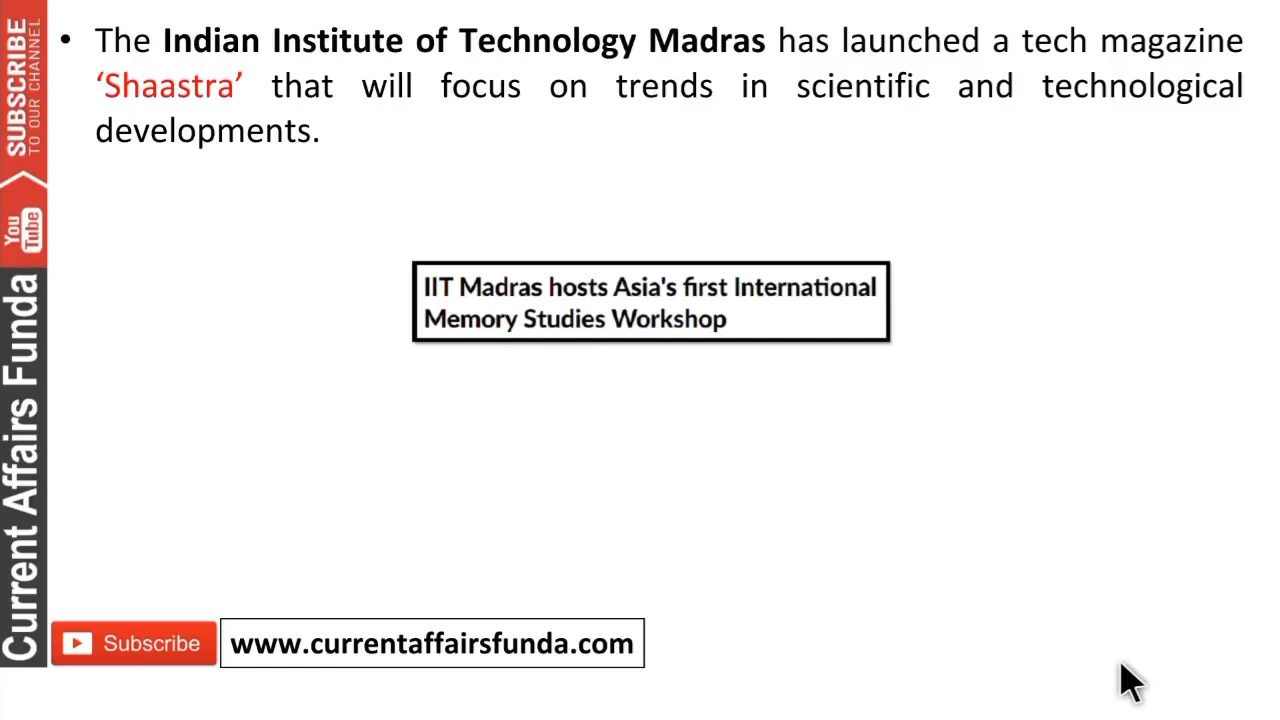 • The Indian Institute of Technology Madras has launched a tech magazine
‘Shaastra’ that will focus on trends in scientific and technological
developments.
IIT Madras hosts Asia's first International
Memory Studies Workshop
SUBSCRIBE
TO OUR CHANNEL
You
Tube
Current Affairs Funda
Subscribe
www.currentaffairsfunda.com